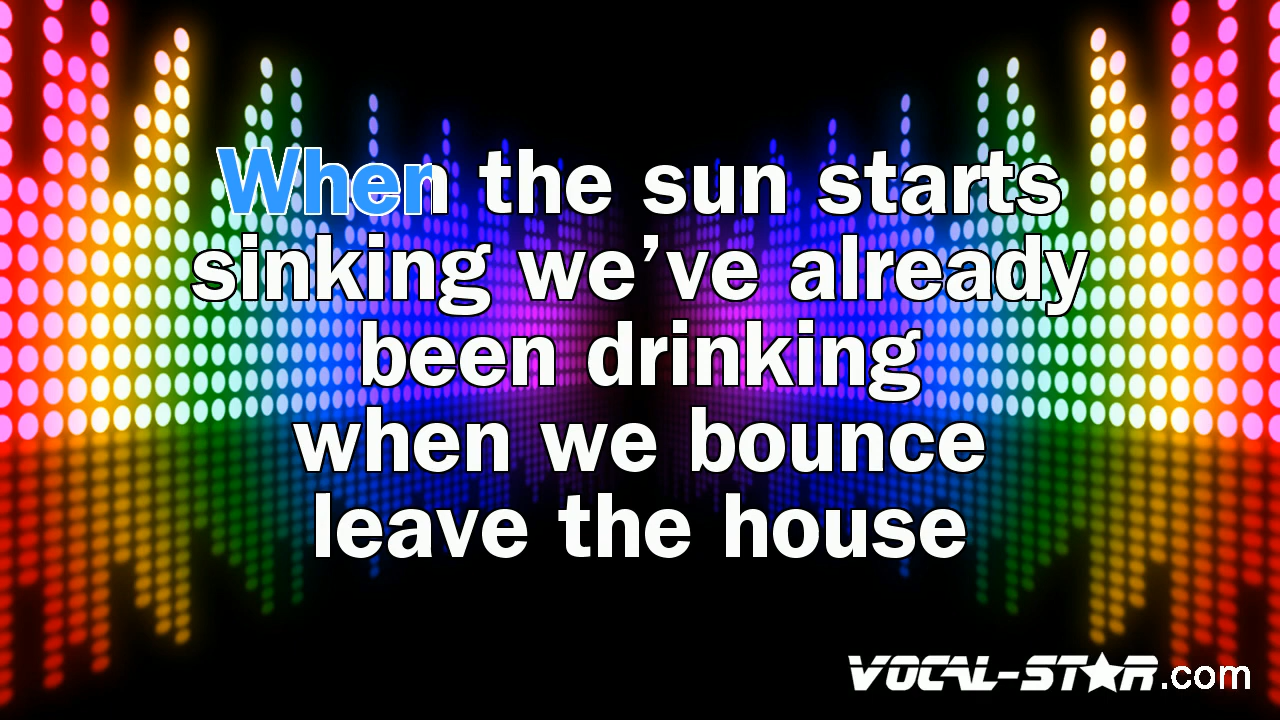 When the sun starts
sinking we’ve already
been drinking
when we bounce
leave the house
VOCAL-STAR.com